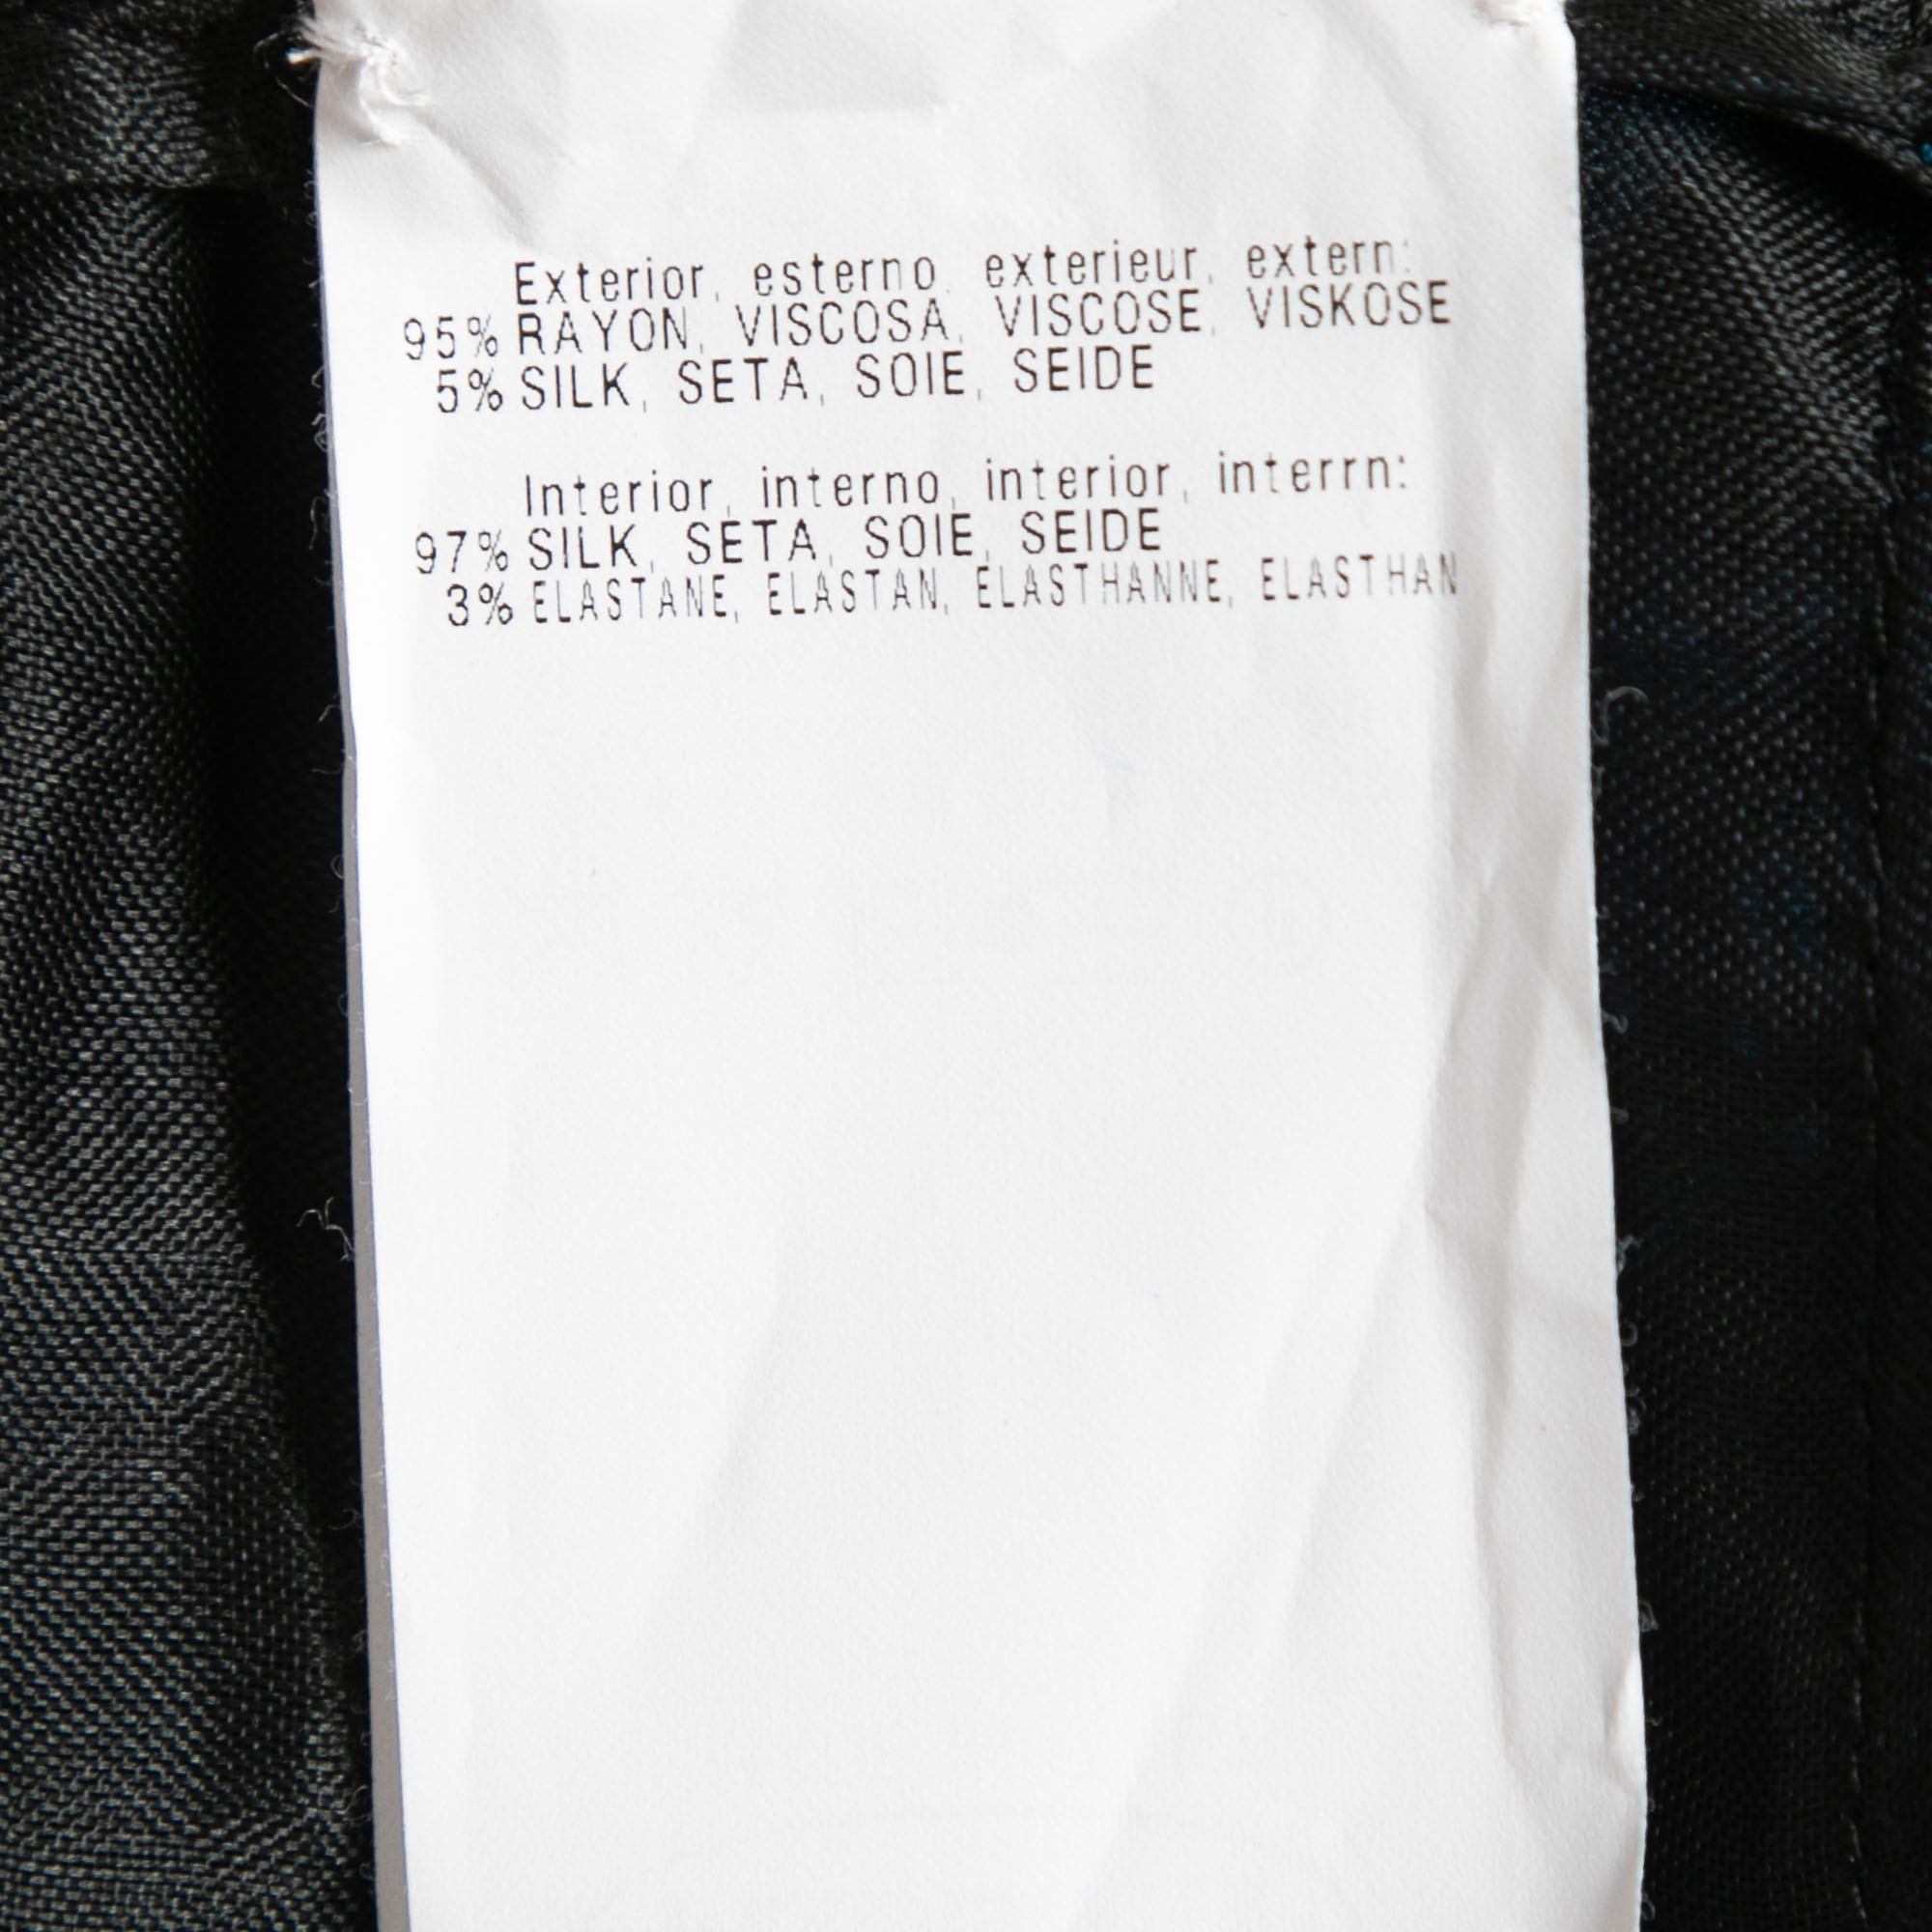 Exterior, esterno, exterieur, extern:
95% RAYON, VISCOSA, VISCOSE, VISKOSE
5% SILK, SETA, SOIE, SEIDE
Interior, interno, interior, interrn:
97% SILK, SETA, SOIE, SEIDE
3% ELASTANE, ELASTAN, ELASTHANNE, ELASTHAN